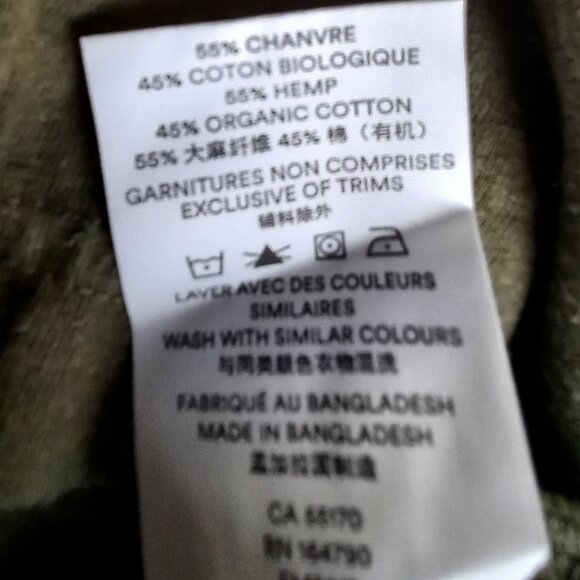 55% CHANVRE
45% COTON BIOLOGIQUE
55% HEMP
45% ORGANIC COTTON
55% 大麻纤维 45% 棉（有机）
GARNITURES NON COMPRISES
EXCLUSIVE OF TRIMS
辅料除外
LAVER AVEC DES COULEURS
SIMILAIRES
WASH WITH SIMILAR COLOURS
与同类颜色衣物混洗
FABRIQUÉ AU BANGLADESH
MADE IN BANGLADESH
孟加拉国制造
CA 55170
RN 164790